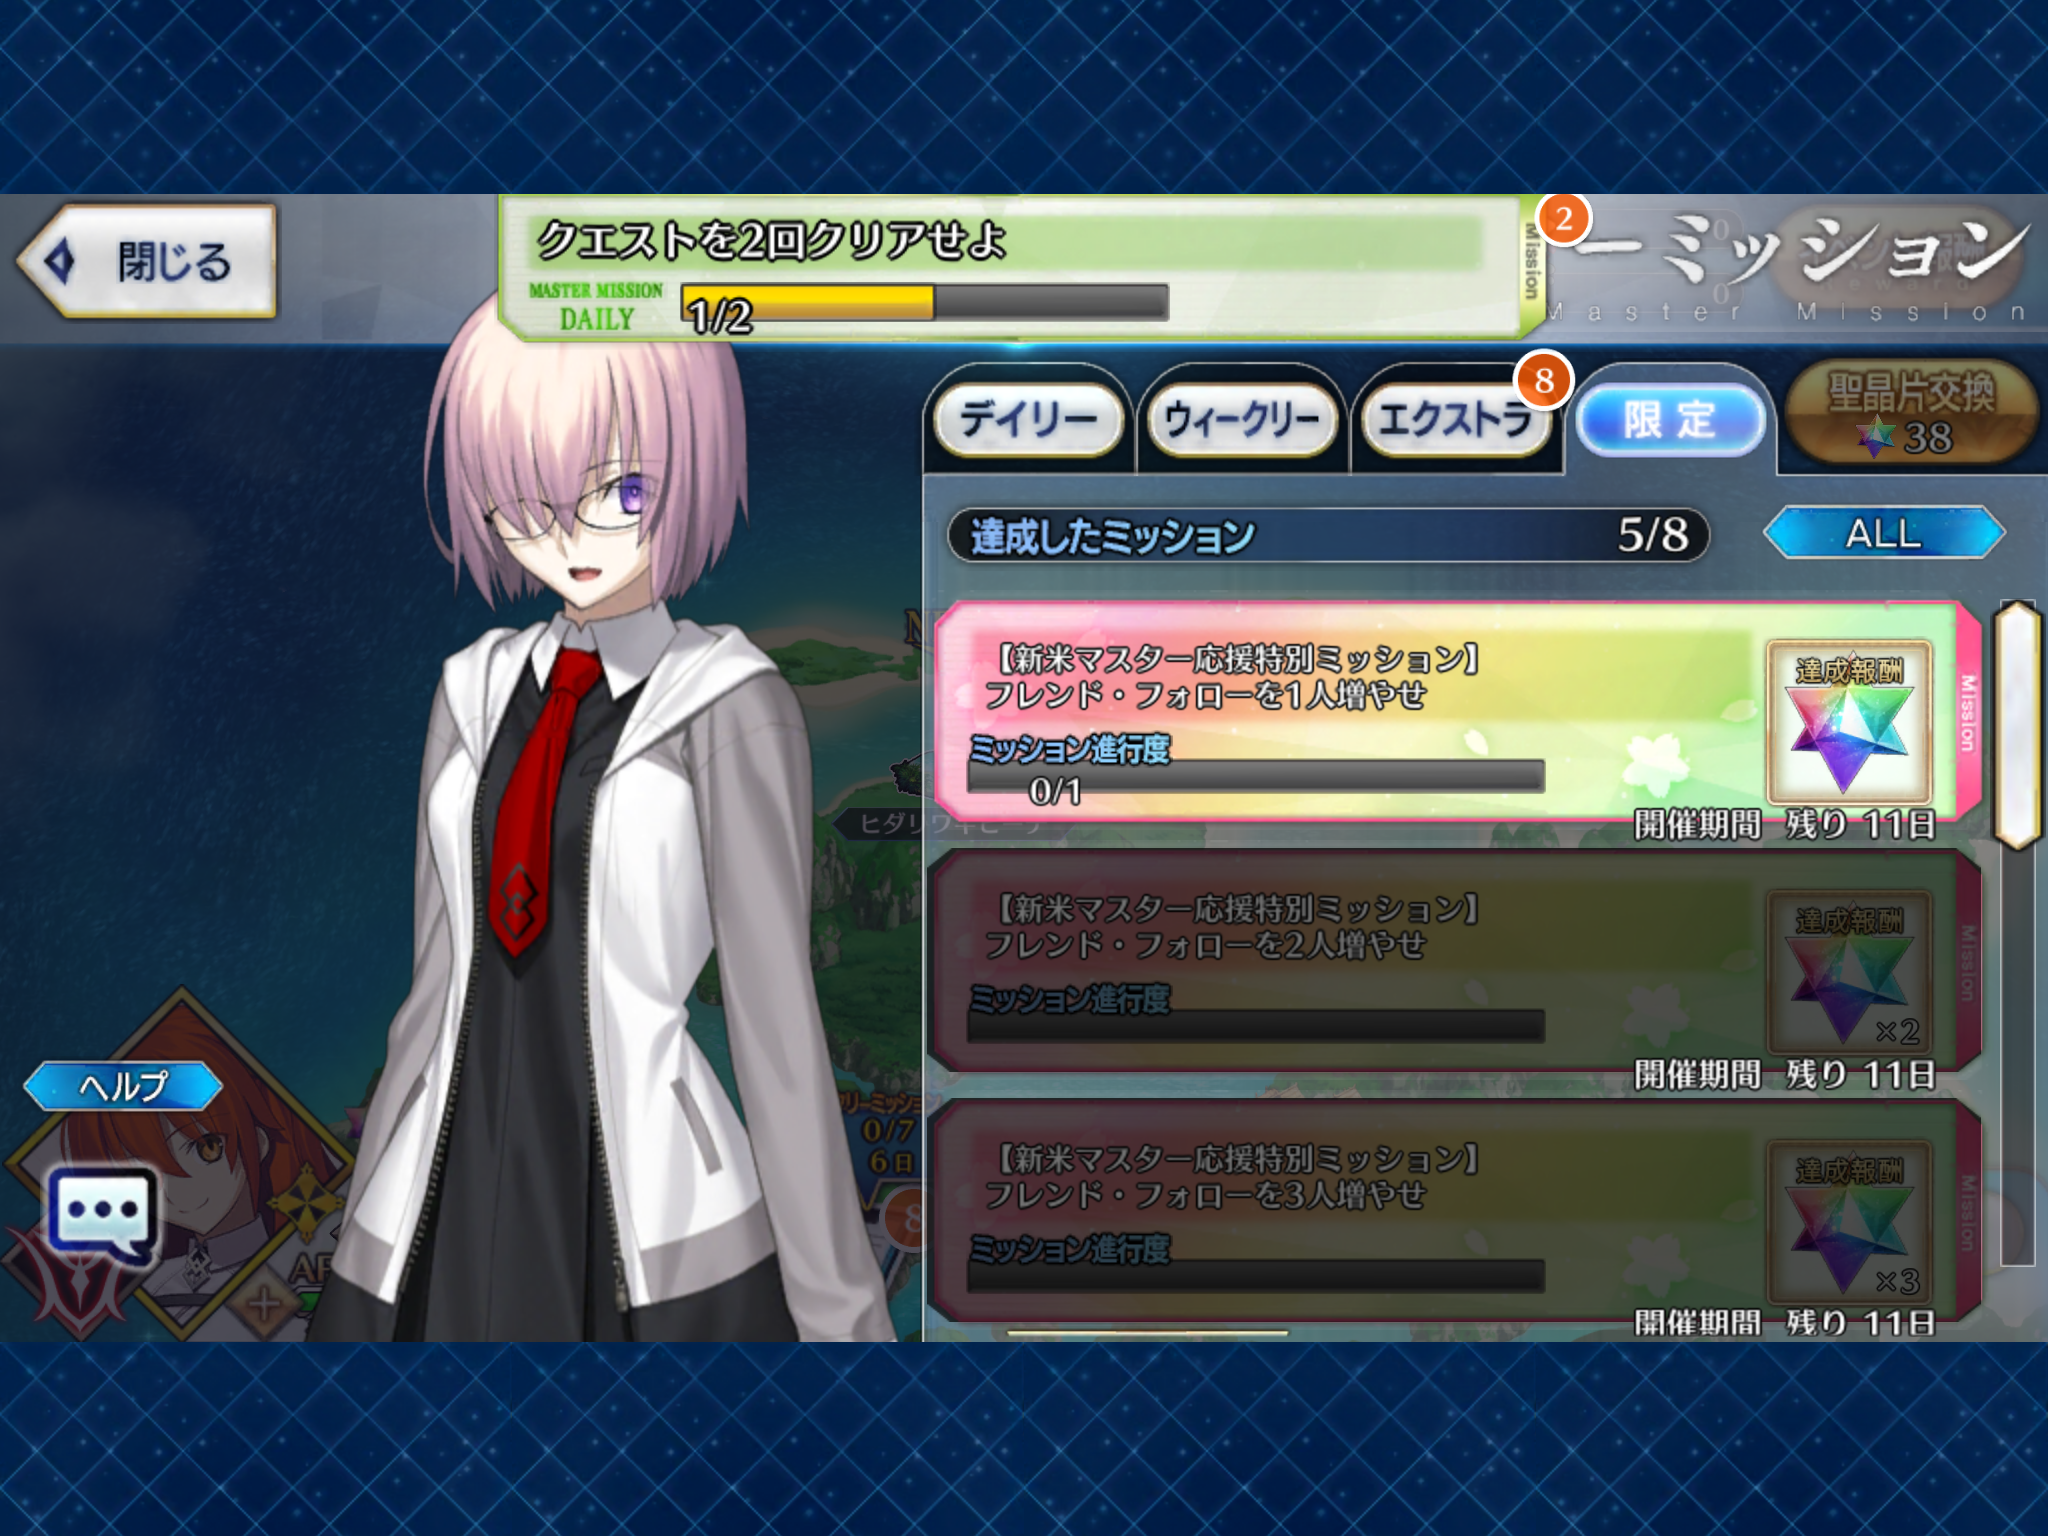 閉じる
クエストを2回クリアせよ
MASTER MISSION
DAILY
1/2
Mission
2
ーミッション
Master Mission
デイリー
ウィークリー
エクストラ
8
限定
聖晶片交換
38
達成したミッション
5/8
ALL
【新米マスター応援特別ミッション】
フレンド・フォローを1人増やせ
ミッション進行度
0/1
達成報酬
Mission
開催期間 残り 11日
【新米マスター応援特別ミッション】
フレンド・フォローを2人増やせ
ミッション進行度
達成報酬
×2
Mission
開催期間 残り 11日
【新米マスター応援特別ミッション】
フレンド・フォローを3人増やせ
ミッション進行度
達成報酬
×3
Mission
開催期間 残り 11日
ヘルプ
0/7
6日
8